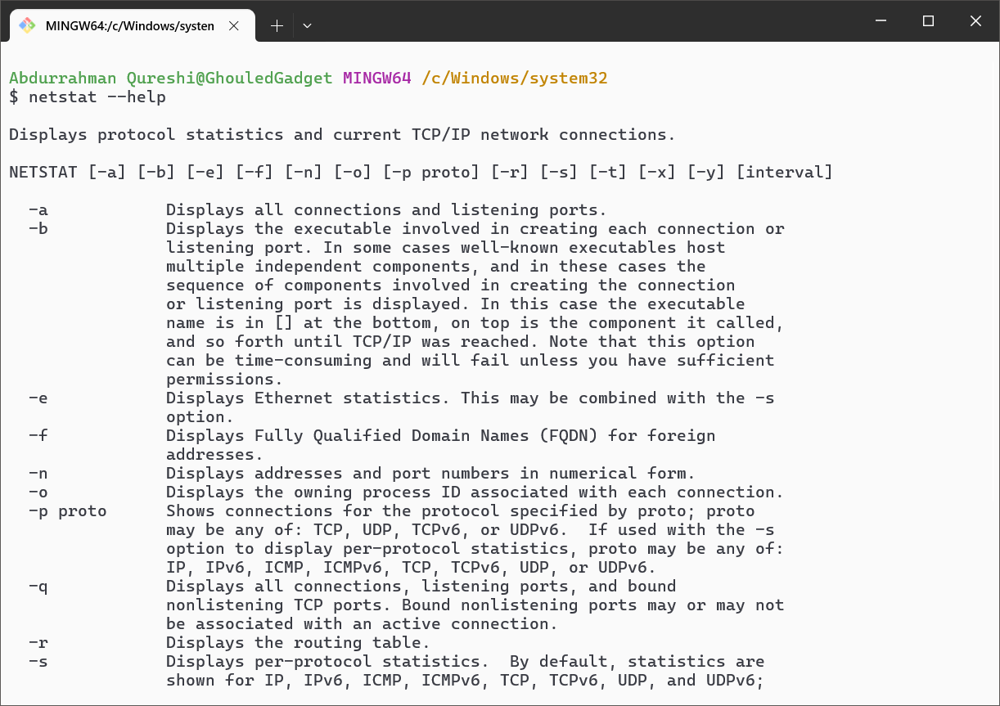 MINGW64:/c/Windows/systen
Abdurrahman Qureshi@GhouledGadget MINGW64 /c/Windows/system32
$ netstat --help
Displays protocol statistics and current TCP/IP network connections.
NETSTAT [-a] [-b] [-e] [-f] [-n] [-o] [-p proto] [-r] [-s] [-t] [-x] [-y] [interval]
-a Displays all connections and listening ports.
-b Displays the executable involved in creating each connection or
listening port. In some cases well-known executables host
multiple independent components, and in these cases the
sequence of components involved in creating the connection
or listening port is displayed. In this case the executable
name is in [] at the bottom, on top is the component it called,
and so forth until TCP/IP was reached. Note that this option
can be time-consuming and will fail unless you have sufficient
permissions.
-e Displays Ethernet statistics. This may be combined with the -s
option.
-f Displays Fully Qualified Domain Names (FQDN) for foreign
addresses.
-n Displays addresses and port numbers in numerical form.
-o Displays the owning process ID associated with each connection.
-p proto Shows connections for the protocol specified by proto; proto
may be any of: TCP, UDP, TCPv6, or UDPv6.  If used with the -s
option to display per-protocol statistics, proto may be any of:
IP, IPv6, ICMP, ICMPv6, TCP, TCPv6, UDP, or UDPv6.
-q Displays all connections, listening ports, and bound
nonlistening TCP ports. Bound nonlistening ports may or may not
be associated with an active connection.
-r Displays the routing table.
-s Displays per-protocol statistics.  By default, statistics are
shown for IP, IPv6, ICMP, ICMPv6, TCP, TCPv6, UDP, and UDPv6;